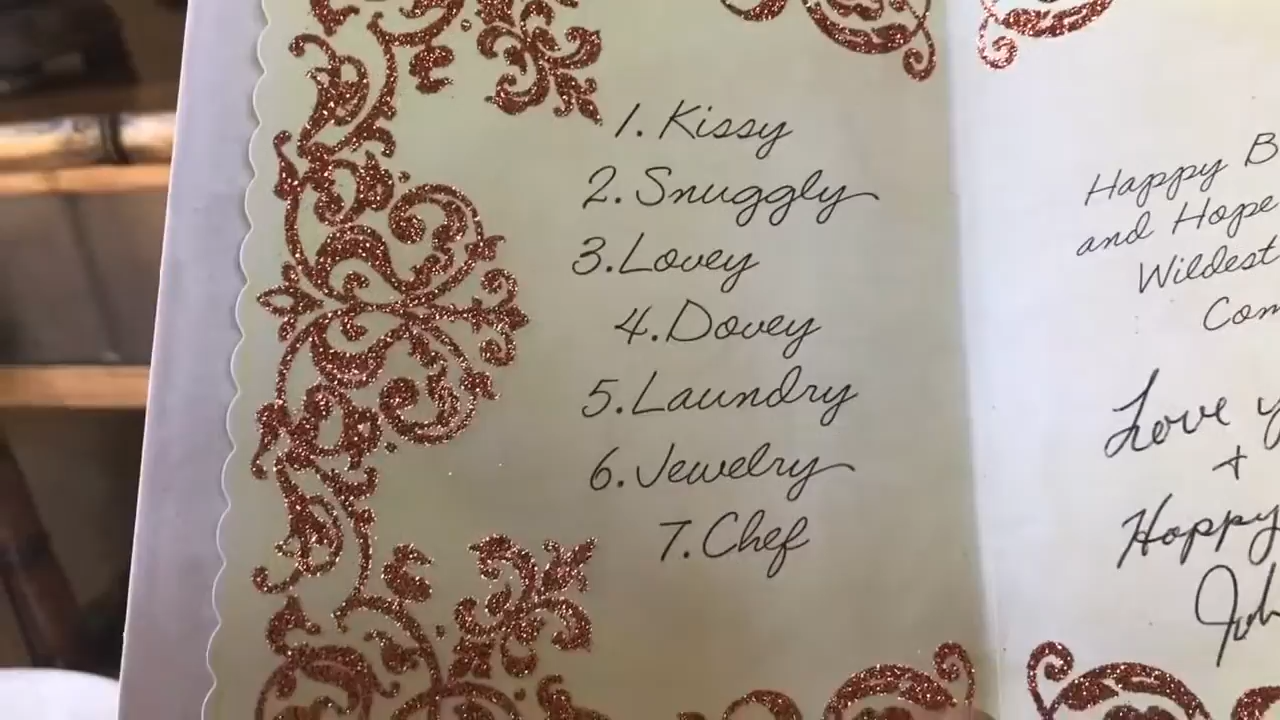 1. Kissy
2. Snuggly
3. Lovey
4. Dovey
5. Laundry
6. Jewelry
7. Chef
Happy B
and Hope
Wildest
Com
Love y
+
Happy
Joh